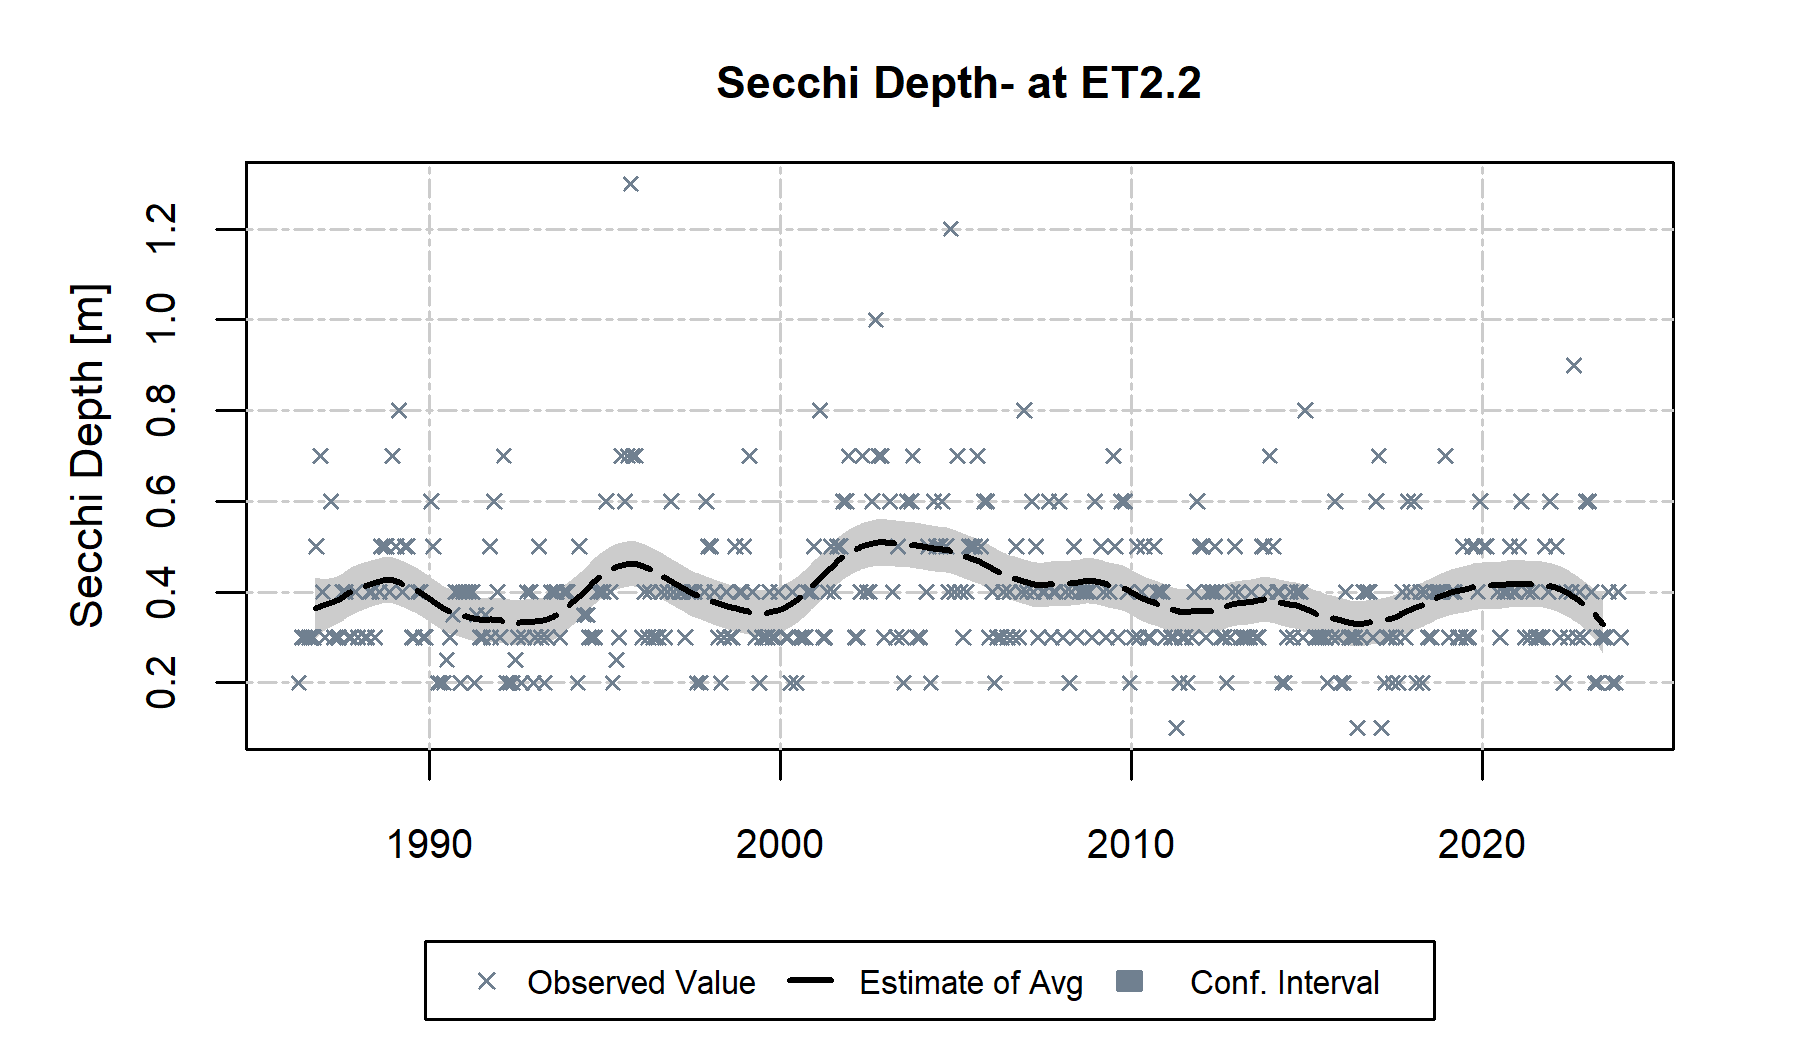 Secchi Depth- at ET2.2
Secchi Depth [m]
1.2
1.0
0.8
0.6
0.4
0.2
1990 2000 2010 2020
Observed Value Estimate of Avg Conf. Interval